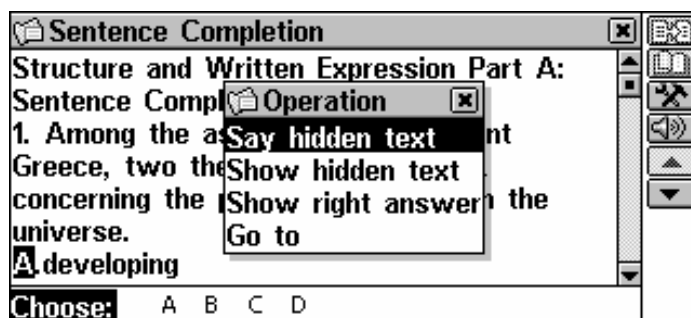 Sentence Completion
Structure and Written Expression Part A:
Sentence Compl
1. Among the as nt
Greece, two the
concerning the the
universe.
A.developing
Operation
Say hidden text
Show hidden text
Show right answer
Go to
Choose: A B C D